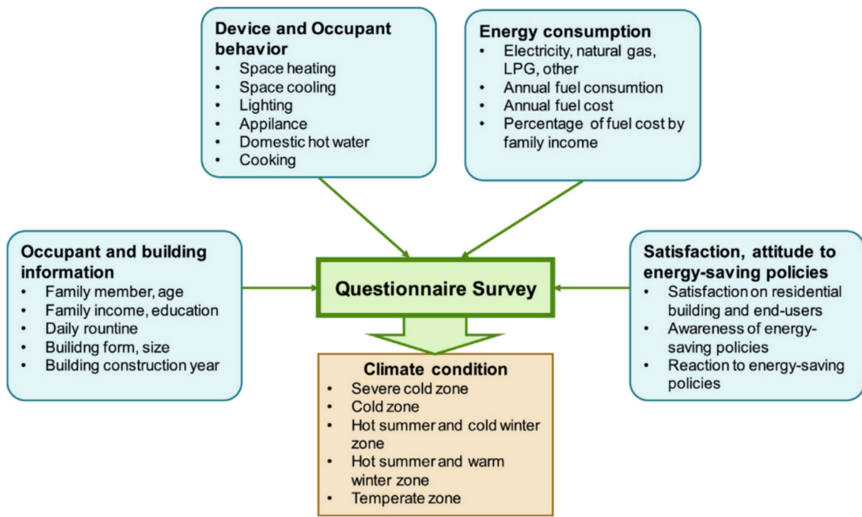 Device and Occupant
behavior
• Space heating
• Space cooling
• Lighting
• Appilance
• Domestic hot water
• Cooking
Energy consumption
• Electricity, natural gas,
LPG, other
• Annual fuel consumtion
• Annual fuel cost
• Percentage of fuel cost by
family income
Occupant and building
information
• Family member, age
• Family income, education
• Daily rountine
• Builidng form, size
• Building construction year
Questionnaire Survey
Satisfaction, attitude to
energy-saving policies
• Satisfaction on residential
building and end-users
• Awareness of energy-
saving policies
• Reaction to energy-saving
policies
Climate condition
• Severe cold zone
• Cold zone
• Hot summer and cold winter
zone
• Hot summer and warm
winter zone
• Temperate zone